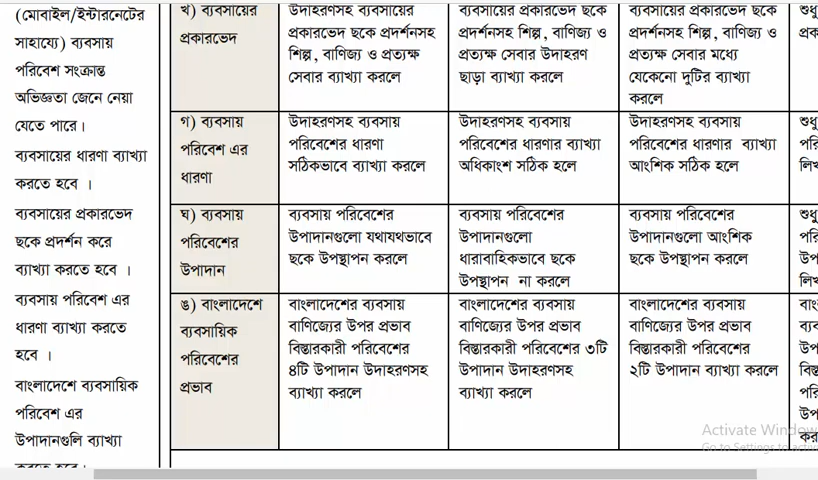 (মোবাইল/ইন্টারনেটের
সাহায্যে) ব্যবসায়
পরিবেশ সংক্রান্ত
অভিজ্ঞতা জেনে নেয়া
যেতে পারে।
ব্যবসায়ের ধারণা ব্যাখ্যা
করতে হবে ।
ব্যবসায়ের প্রকারভেদ
ছকে প্রদর্শন করে
ব্যাখ্যা করতে হবে ।
ব্যবসায় পরিবেশ এর
ধারণা ব্যাখ্যা করতে
হবে ।
বাংলাদেশে ব্যবসায়িক
পরিবেশ এর
উপাদানগুলি ব্যাখ্যা
করতে হবে।
খ) ব্যবসায়ের
প্রকারভেদ
উদাহরণসহ ব্যবসায়ের
প্রকারভেদ ছকে প্রদর্শনসহ
শিল্প, বাণিজ্য ও প্রত্যক্ষ
সেবার ব্যাখ্যা করলে
ব্যবসায়ের প্রকারভেদ ছকে
প্রদর্শনসহ শিল্প, বাণিজ্য ও
প্রত্যক্ষ সেবার উদাহরণ
ছাড়া ব্যাখ্যা করলে
ব্যবসায়ের প্রকারভেদ ছকে
প্রদর্শনসহ শিল্প, বাণিজ্য ও
প্রত্যক্ষ সেবার মধ্যে
যেকেনো দুটির ব্যাখ্যা
করলে
গ) ব্যবসায়
পরিবেশ এর
ধারণা
উদাহরণসহ ব্যবসায়
পরিবেশের ধারণা
সঠিকভাবে ব্যাখ্যা করলে
উদাহরণসহ ব্যবসায়
পরিবেশের ধারণার ব্যাখ্যা
অধিকাংশ সঠিক হলে
উদাহরণসহ ব্যবসায়
পরিবেশের ধারণার ব্যাখ্যা
আংশিক সঠিক হলে
ঘ) ব্যবসায়
পরিবেশের
উপাদান
ব্যবসায় পরিবেশের
উপাদানগুলো যথাযথভাবে
ছকে উপস্থাপন করলে
ব্যবসায় পরিবেশের
উপাদানগুলো
ধারাবাহিকভাবে ছকে
উপস্থাপন না করলে
ব্যবসায় পরিবেশের
উপাদানগুলো আংশিক
ছকে উপস্থাপন করলে
ঙ) বাংলাদেশে
ব্যবসায়িক
পরিবেশের
প্রভাব
বাংলাদেশের ব্যবসায়
বাণিজ্যের উপর প্রভাব
বিস্তারকারী পরিবেশের
৪টি উপাদান উদাহরণসহ
ব্যাখ্যা করলে
বাংলাদেশের ব্যবসায়
বাণিজ্যের উপর প্রভাব
বিস্তারকারী পরিবেশের ৩টি
উপাদান উদাহরণসহ
ব্যাখ্যা করলে
বাংলাদেশের ব্যবসায়
বাণিজ্যের উপর প্রভাব
বিস্তারকারী পরিবেশের
২টি উপাদান ব্যাখ্যা করলে
Activate Windows
Go to Settings to